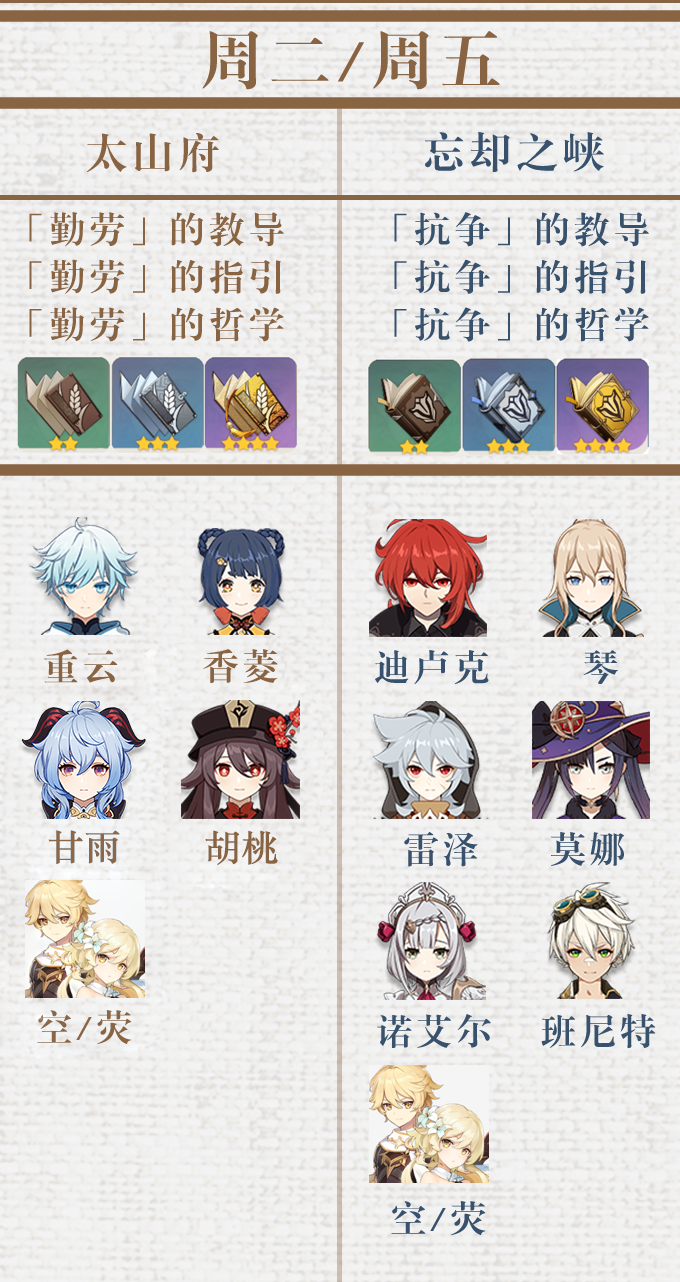 周二/周五
太山府
忘却之峡
「勤劳」的教导
「勤劳」的指引
「勤劳」的哲学
「抗争」的教导
「抗争」的指引
「抗争」的哲学
重云
香菱
甘雨
胡桃
空/荧
迪卢克
琴
雷泽
莫娜
诺艾尔
班尼特
空/荧